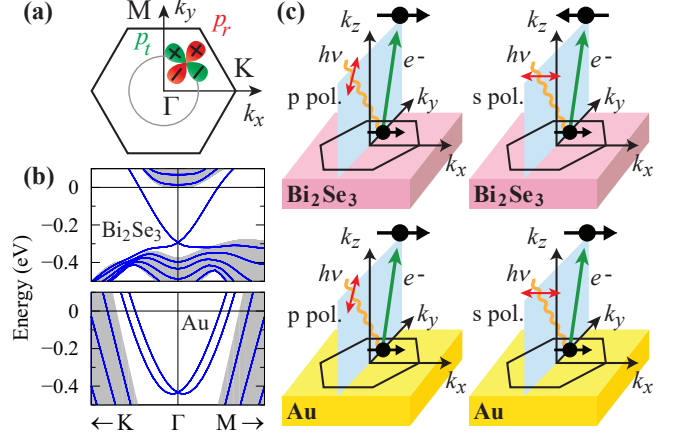 (a)
M
k_y
p_t
p_r
K
Γ
k_x
(b)
0
−0.2
−0.4
Bi₂Se₃
Energy (eV)
0
−0.2
−0.4
Au
←K Γ M→
(c)
k_z
hν
e-
p pol.
k_y
k_x
Bi₂Se₃
k_z
hν
e-
s pol.
k_y
k_x
Bi₂Se₃
k_z
hν
e-
p pol.
k_y
k_x
Au
k_z
hν
e-
s pol.
k_y
k_x
Au